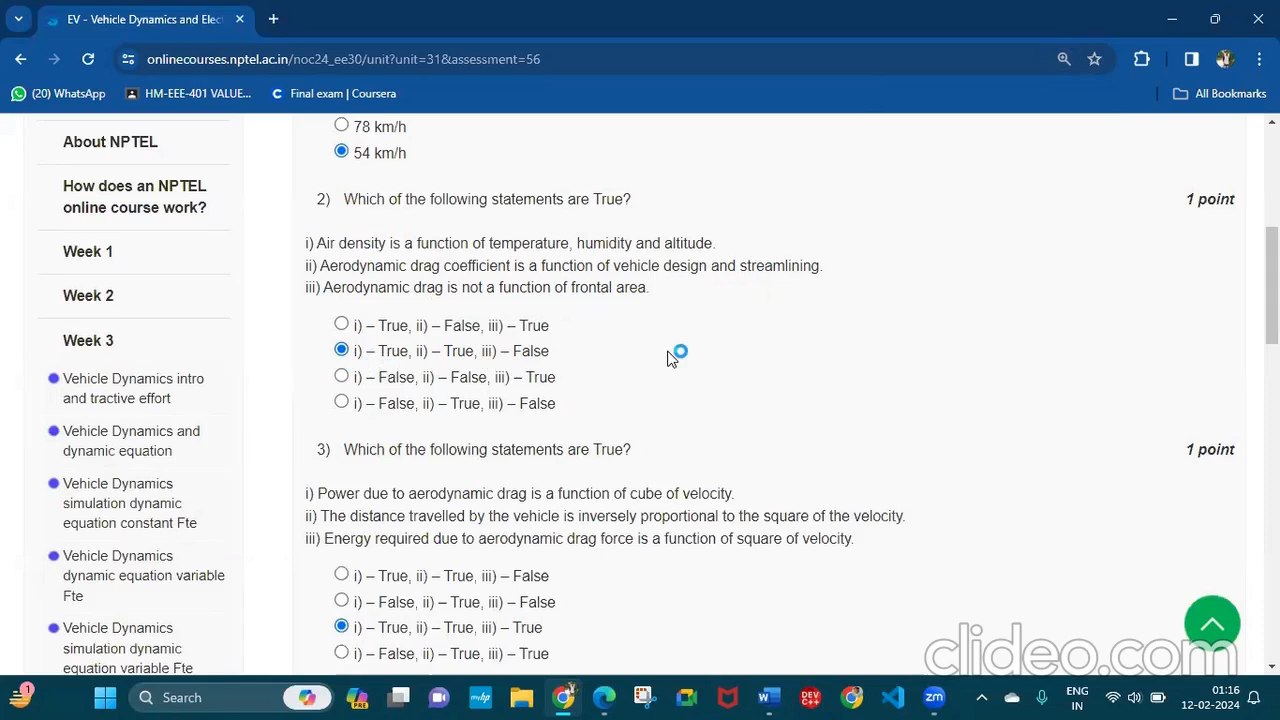 EV - Vehicle Dynamics and Elec
onlinecourses.nptel.ac.in/noc24_ee30/unit?unit=31&assessment=56
(20) WhatsApp
HM-EEE-401 VALUE...
Final exam | Coursera
All Bookmarks
About NPTEL
How does an NPTEL
online course work?
Week 1
Week 2
Week 3
Vehicle Dynamics intro
and tractive effort
Vehicle Dynamics and
dynamic equation
Vehicle Dynamics
simulation dynamic
equation constant Fte
Vehicle Dynamics
dynamic equation variable
Fte
Vehicle Dynamics
simulation dynamic
equation variable Fte
78 km/h
54 km/h
2) Which of the following statements are True? 1 point
i) Air density is a function of temperature, humidity and altitude.
ii) Aerodynamic drag coefficient is a function of vehicle design and streamlining.
iii) Aerodynamic drag is not a function of frontal area.
i) – True, ii) – False, iii) – True
i) – True, ii) – True, iii) – False
i) – False, ii) – False, iii) – True
i) – False, ii) – True, iii) – False
3) Which of the following statements are True? 1 point
i) Power due to aerodynamic drag is a function of cube of velocity.
ii) The distance travelled by the vehicle is inversely proportional to the square of the velocity.
iii) Energy required due to aerodynamic drag force is a function of square of velocity.
i) – True, ii) – True, iii) – False
i) – False, ii) – True, iii) – False
i) – True, ii) – True, iii) – True
i) – False, ii) – True, iii) – True
clideo.com
1
Search
PRE
myhp
DEV
C++
W
zm
ENG
IN
01:16
12-02-2024